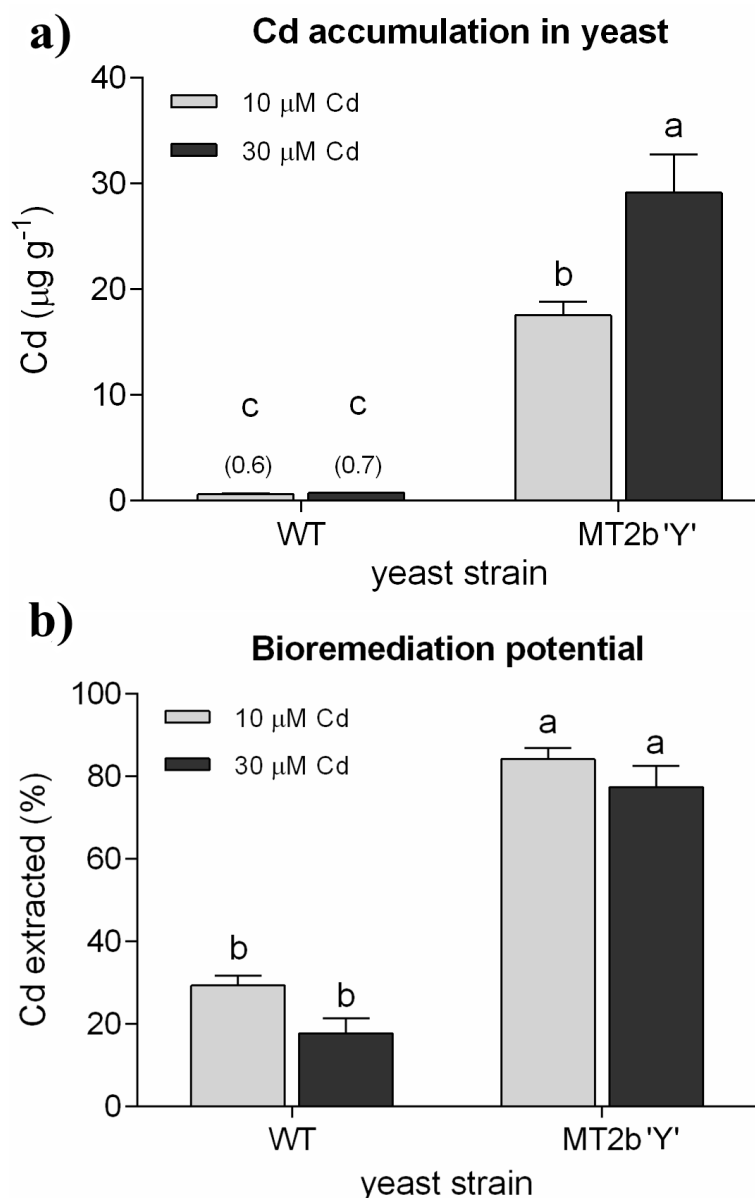 a)
Cd accumulation in yeast
40
30
20
10
0
Cd (μg g⁻¹)
10 μM Cd
30 μM Cd
c
(0.6)
c
(0.7)
b
a
WT
MT2b'Y'
yeast strain
b)
Bioremediation potential
100
80
60
40
20
0
Cd extracted (%)
10 μM Cd
30 μM Cd
b
b
a
a
WT
MT2b'Y'
yeast strain